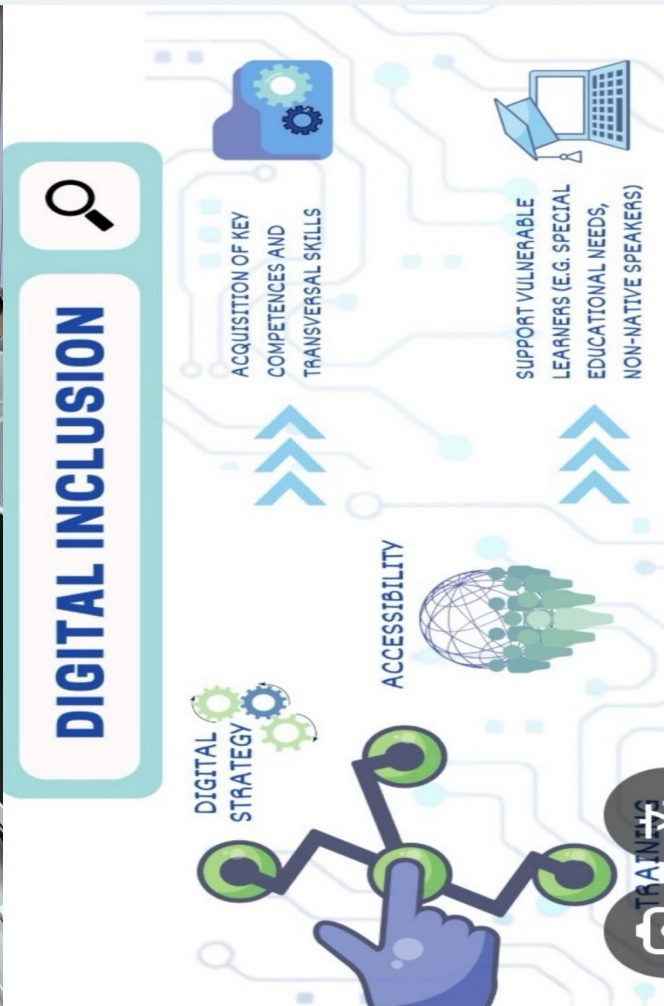 DIGITAL INCLUSION
DIGITAL
STRATEGY
ACCESSIBILITY
TRAINING
ACQUISITION OF KEY
COMPETENCES AND
TRANSVERSAL SKILLS
SUPPORT VULNERABLE
LEARNERS (E.G. SPECIAL
EDUCATIONAL NEEDS,
NON-NATIVE SPEAKERS)